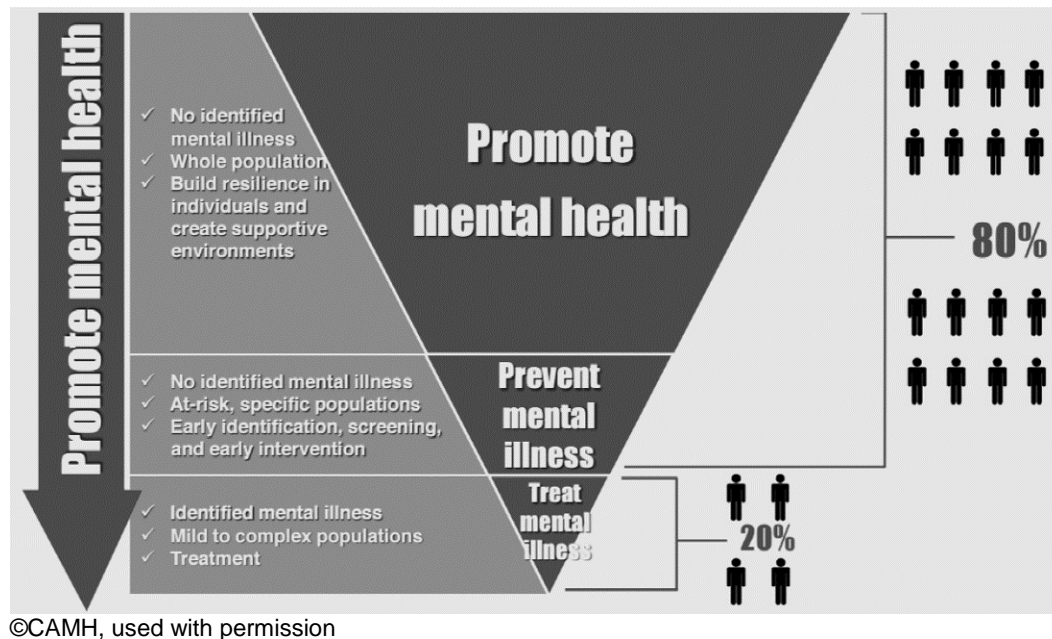 Promote mental health
✓ No identified
mental illness
✓ Whole population
✓ Build resilience in
individuals and
create supportive
environments
Promote
mental health
80%
✓ No identified mental illness
✓ At-risk, specific populations
✓ Early identification, screening,
and early intervention
Prevent
mental
illness
✓ Identified mental illness
✓ Mild to complex populations
✓ Treatment
Treat
mental
illness
20%
©CAMH, used with permission